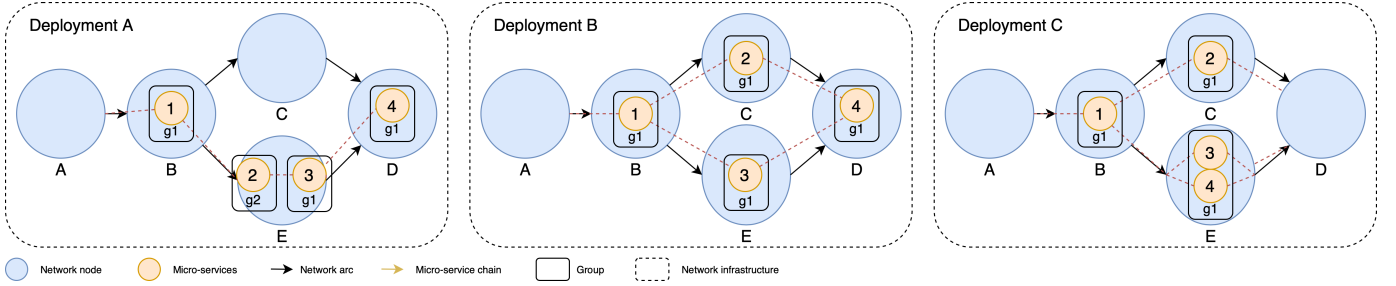 Deployment A
Deployment B
Deployment C
1
g1
2
g2
3
g1
4
g1
A
B
C
D
E
1
g1
2
g1
3
g1
4
g1
A
B
C
D
E
1
g1
2
g1
3
4
g1
A
B
C
D
E
Network node
Micro-services
Network arc
Micro-service chain
Group
Network infrastructure